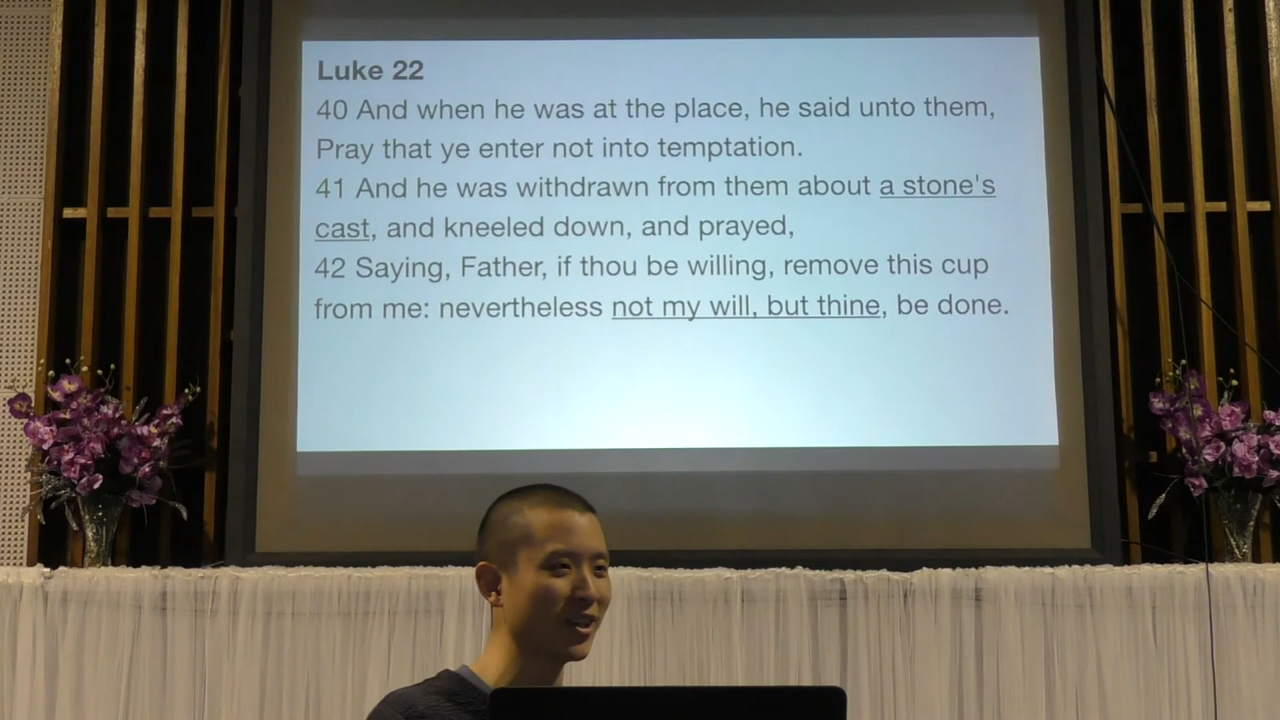 Luke 22
40 And when he was at the place, he said unto them,
Pray that ye enter not into temptation.
41 And he was withdrawn from them about a stone's
cast, and kneeled down, and prayed,
42 Saying, Father, if thou be willing, remove this cup
from me: nevertheless not my will, but thine, be done.